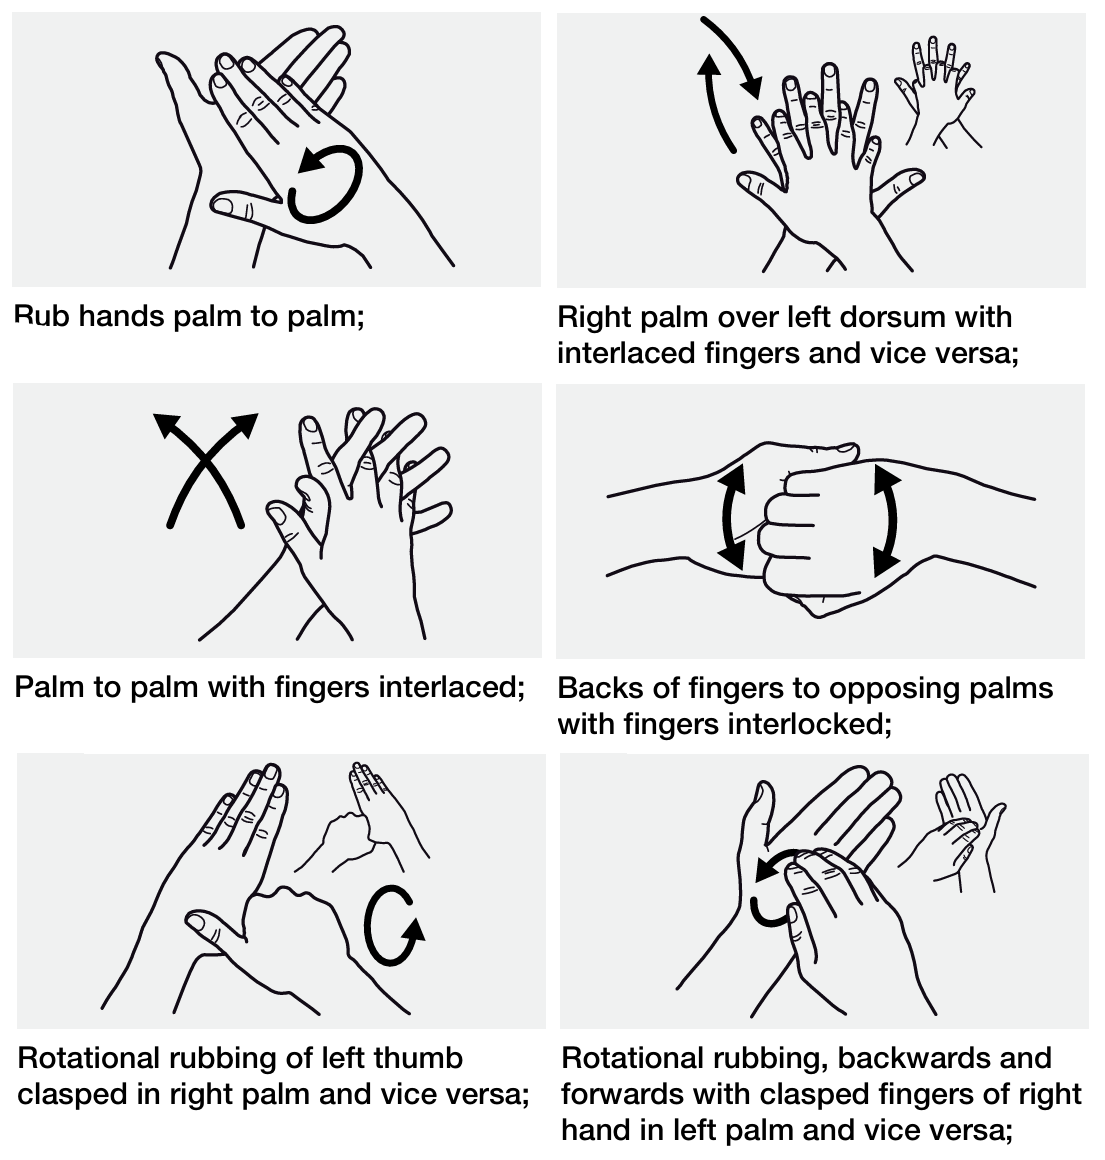 Rub hands palm to palm;
Right palm over left dorsum with
interlaced fingers and vice versa;
Palm to palm with fingers interlaced;
Backs of fingers to opposing palms
with fingers interlocked;
Rotational rubbing of left thumb
clasped in right palm and vice versa;
Rotational rubbing, backwards and
forwards with clasped fingers of right
hand in left palm and vice versa;